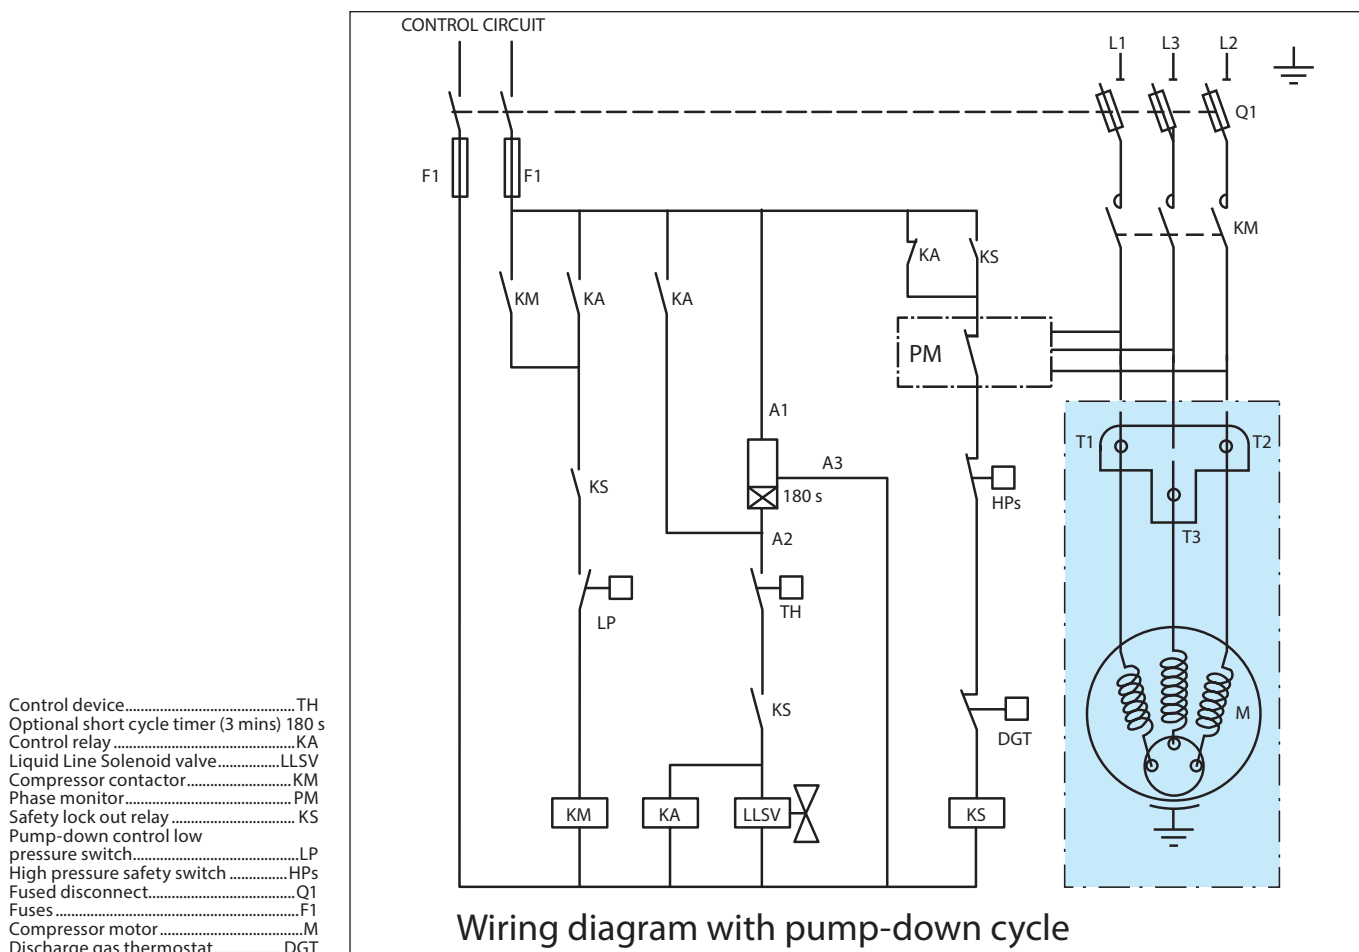 CONTROL CIRCUIT
L1 L3 L2
Q1
F1 F1
KM
KA KS
KM KA KA
PM
A1
T1 T2
A3
KS 180 s
HPs
A2 T3
TH
LP
Control device TH
Optional short cycle timer (3 mins) 180 s
Control relay KA
Liquid Line Solenoid valve LLSV
Compressor contactor KM
Phase monitor PM
Safety lock out relay KS
Pump-down control low
pressure switch LP
High pressure safety switch HPs
Fused disconnect Q1
Fuses F1
Compressor motor M
Discharge gas thermostat DGT
KS M
DGT
KM KA LLSV KS
Wiring diagram with pump-down cycle